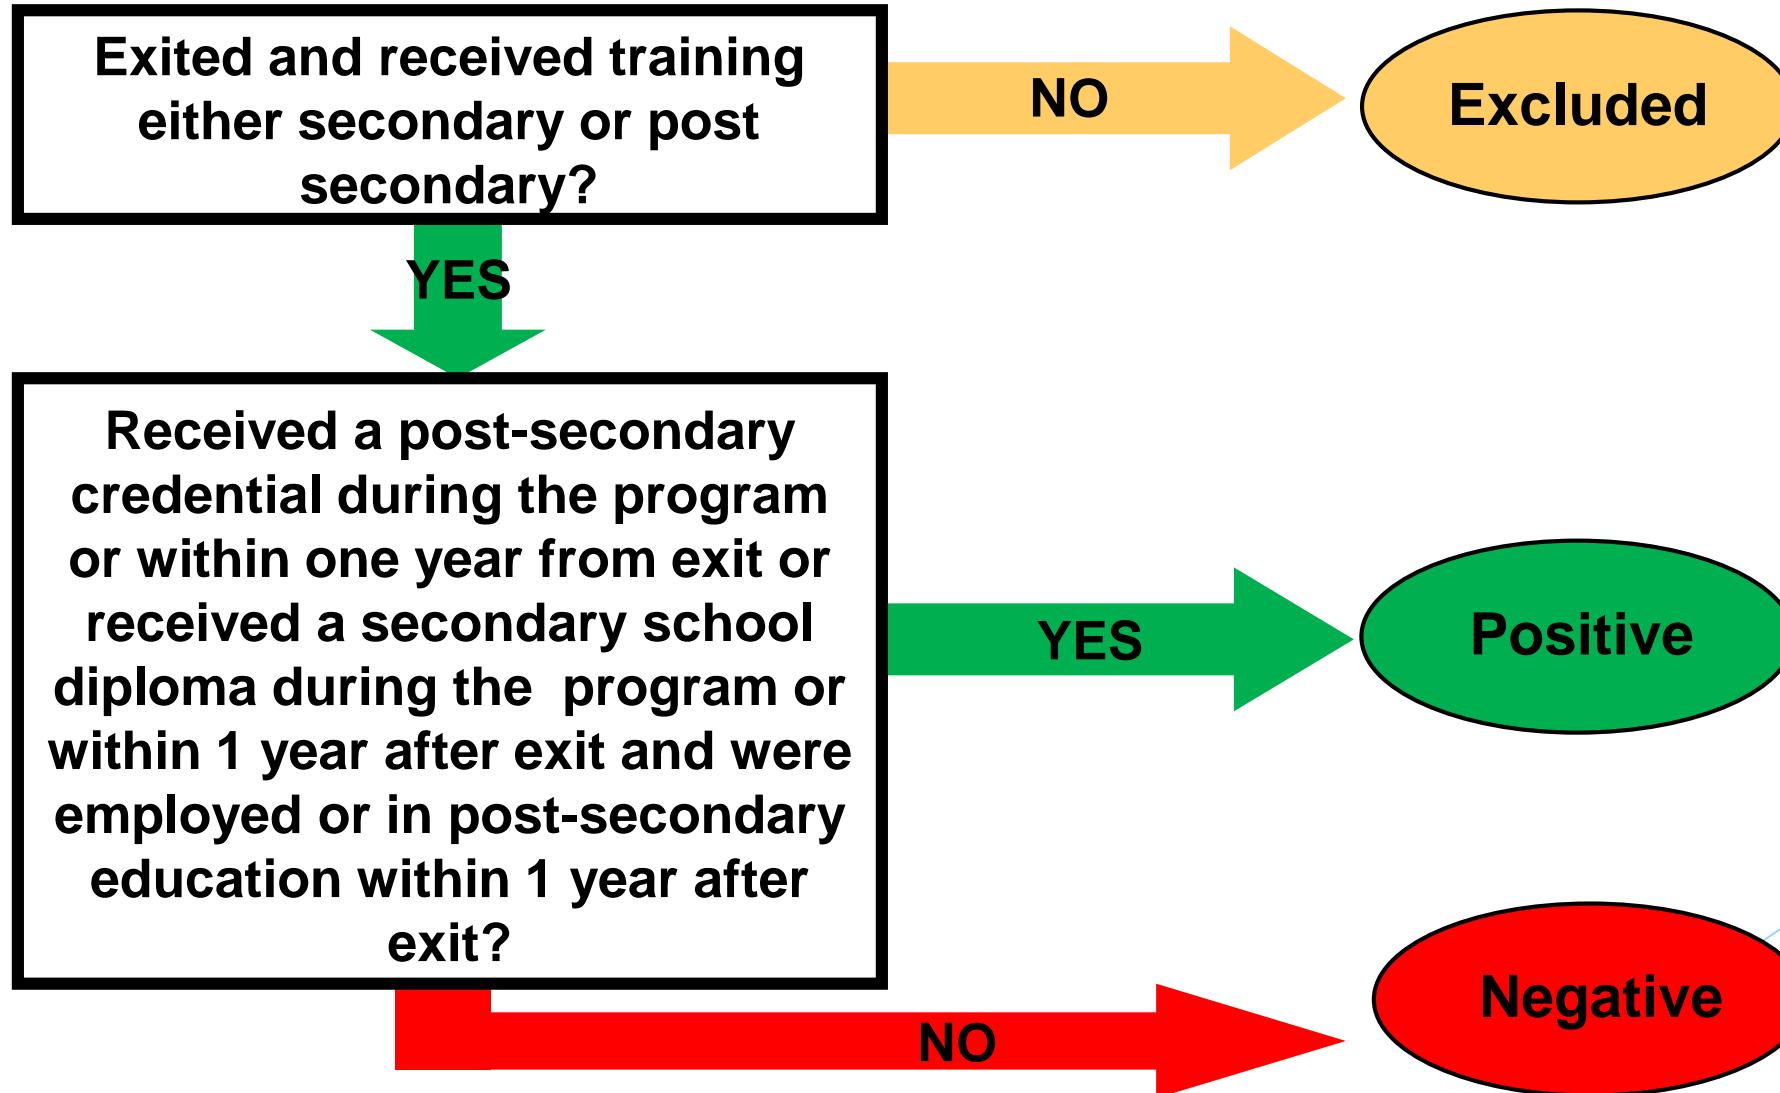 Exited and received training
either secondary or post
secondary?
NO
Excluded
YES
Received a post-secondary
credential during the program
or within one year from exit or
received a secondary school
diploma during the  program or
within 1 year after exit and were
employed or in post-secondary
education within 1 year after
exit?
YES
Positive
NO
Negative